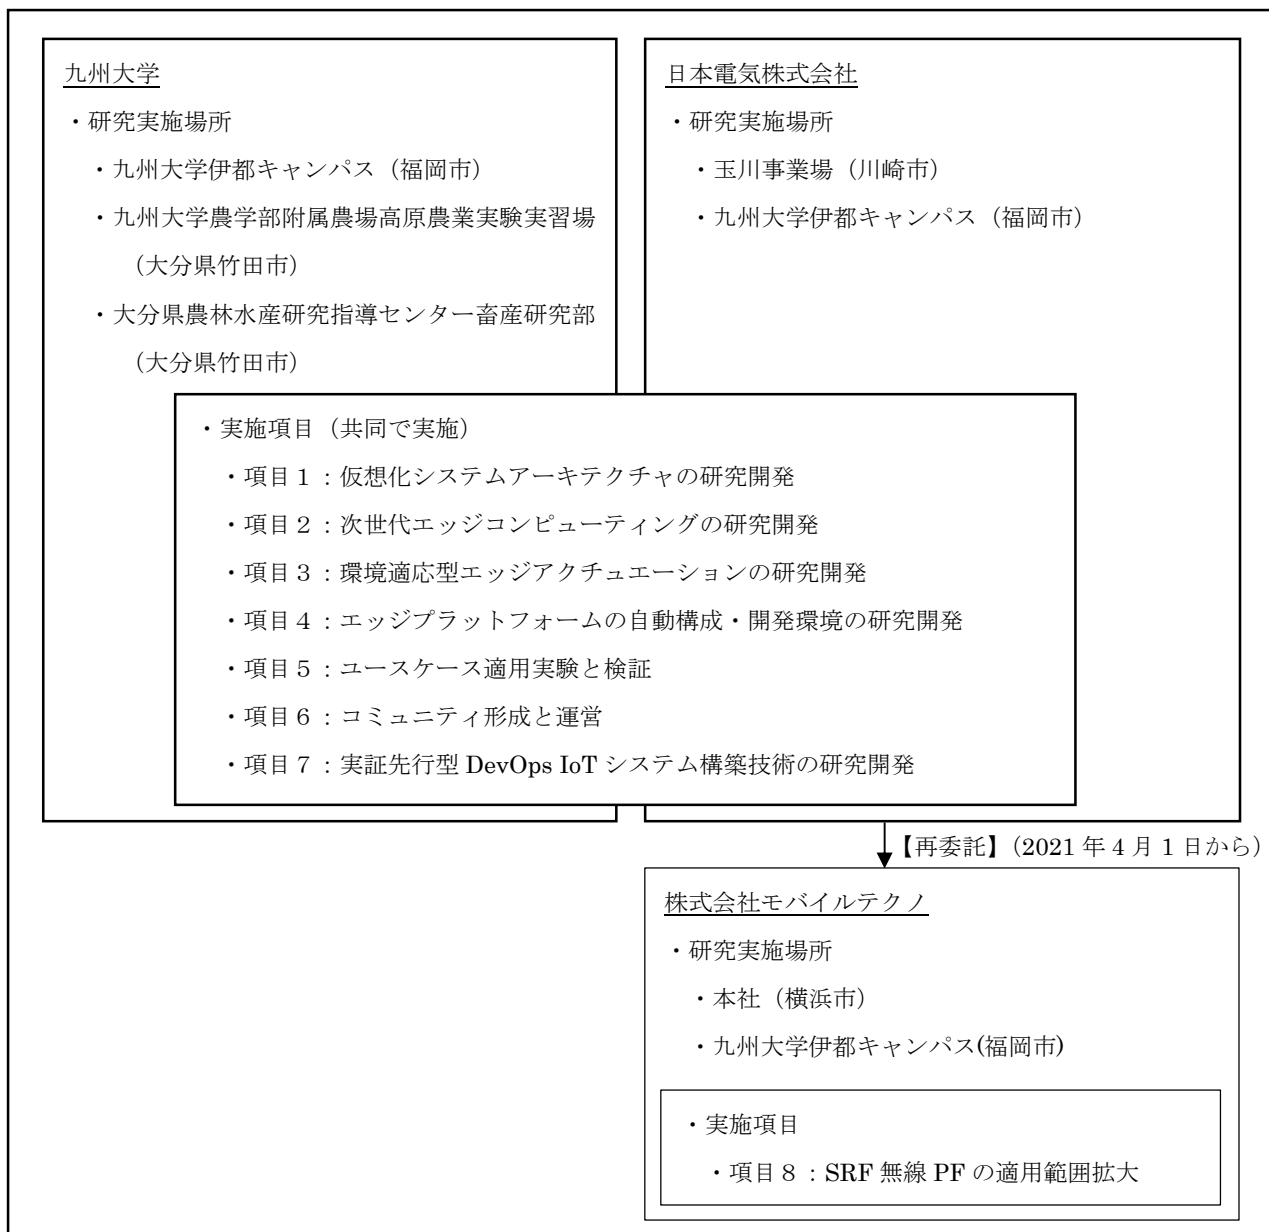 九州大学
・研究実施場所
・九州大学伊都キャンパス（福岡市）
・九州大学農学部附属農場高原農業実験実習場
（大分県竹田市）
・大分県農林水産研究指導センター畜産研究部
（大分県竹田市）
日本電気株式会社
・研究実施場所
・玉川事業場（川崎市）
・九州大学伊都キャンパス（福岡市）
・実施項目（共同で実施）
・項目１：仮想化システムアーキテクチャの研究開発
・項目２：次世代エッジコンピューティングの研究開発
・項目３：環境適応型エッジアクチュエーションの研究開発
・項目４：エッジプラットフォームの自動構成・開発環境の研究開発
・項目５：ユースケース適用実験と検証
・項目６：コミュニティ形成と運営
・項目７：実証先行型 DevOps IoT システム構築技術の研究開発
【再委託】（2021 年 4 月 1 日から）
株式会社モバイルテクノ
・研究実施場所
・本社（横浜市）
・九州大学伊都キャンパス(福岡市)
・実施項目
・項目８：SRF 無線 PF の適用範囲拡大